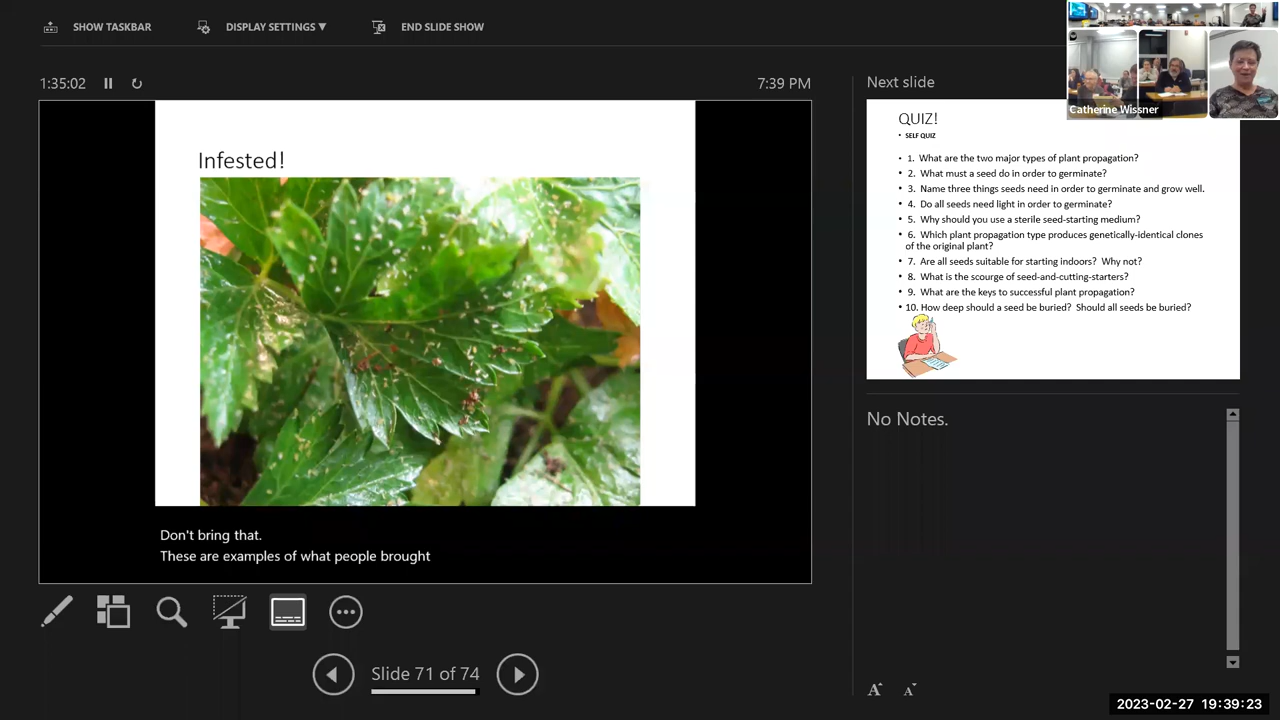 SHOW TASKBAR
DISPLAY SETTINGS ▼
END SLIDE SHOW
1:35:02
7:39 PM
Infested!
Don't bring that.
These are examples of what people brought
Slide 71 of 74
Next slide
Catherine Wissner
QUIZ!
• SELF QUIZ
• 1. What are the two major types of plant propagation?
• 2. What must a seed do in order to germinate?
• 3. Name three things seeds need in order to germinate and grow well.
• 4. Do all seeds need light in order to germinate?
• 5. Why should you use a sterile seed-starting medium?
• 6. Which plant propagation type produces genetically-identical clones
of the original plant?
• 7. Are all seeds suitable for starting indoors? Why not?
• 8. What is the scourge of seed-and-cutting-starters?
• 9. What are the keys to successful plant propagation?
• 10. How deep should a seed be buried? Should all seeds be buried?
No Notes.
A A
2023-02-27 19:39:23